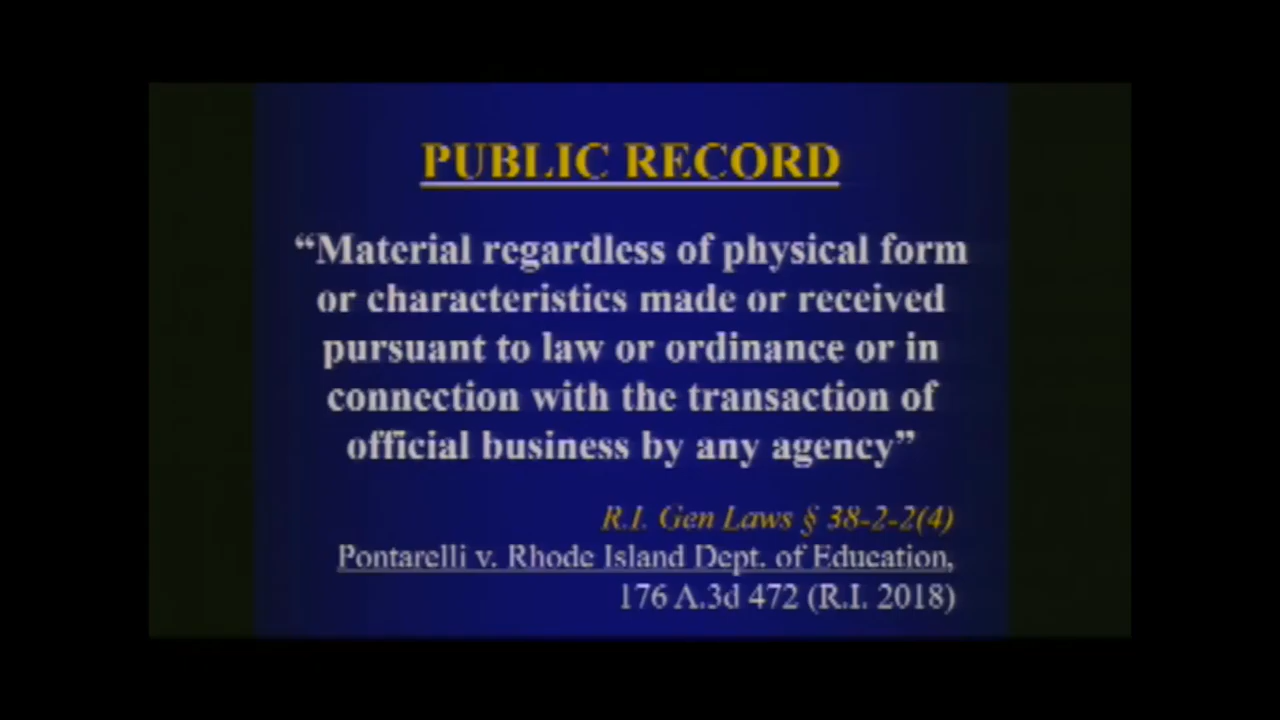 PUBLIC RECORD
“Material regardless of physical form
or characteristics made or received
pursuant to law or ordinance or in
connection with the transaction of
official business by any agency”
R.I. Gen Laws § 38-2-2(4)
Pontarelli v. Rhode Island Dept. of Education,
176 A.3d 472 (R.I. 2018)